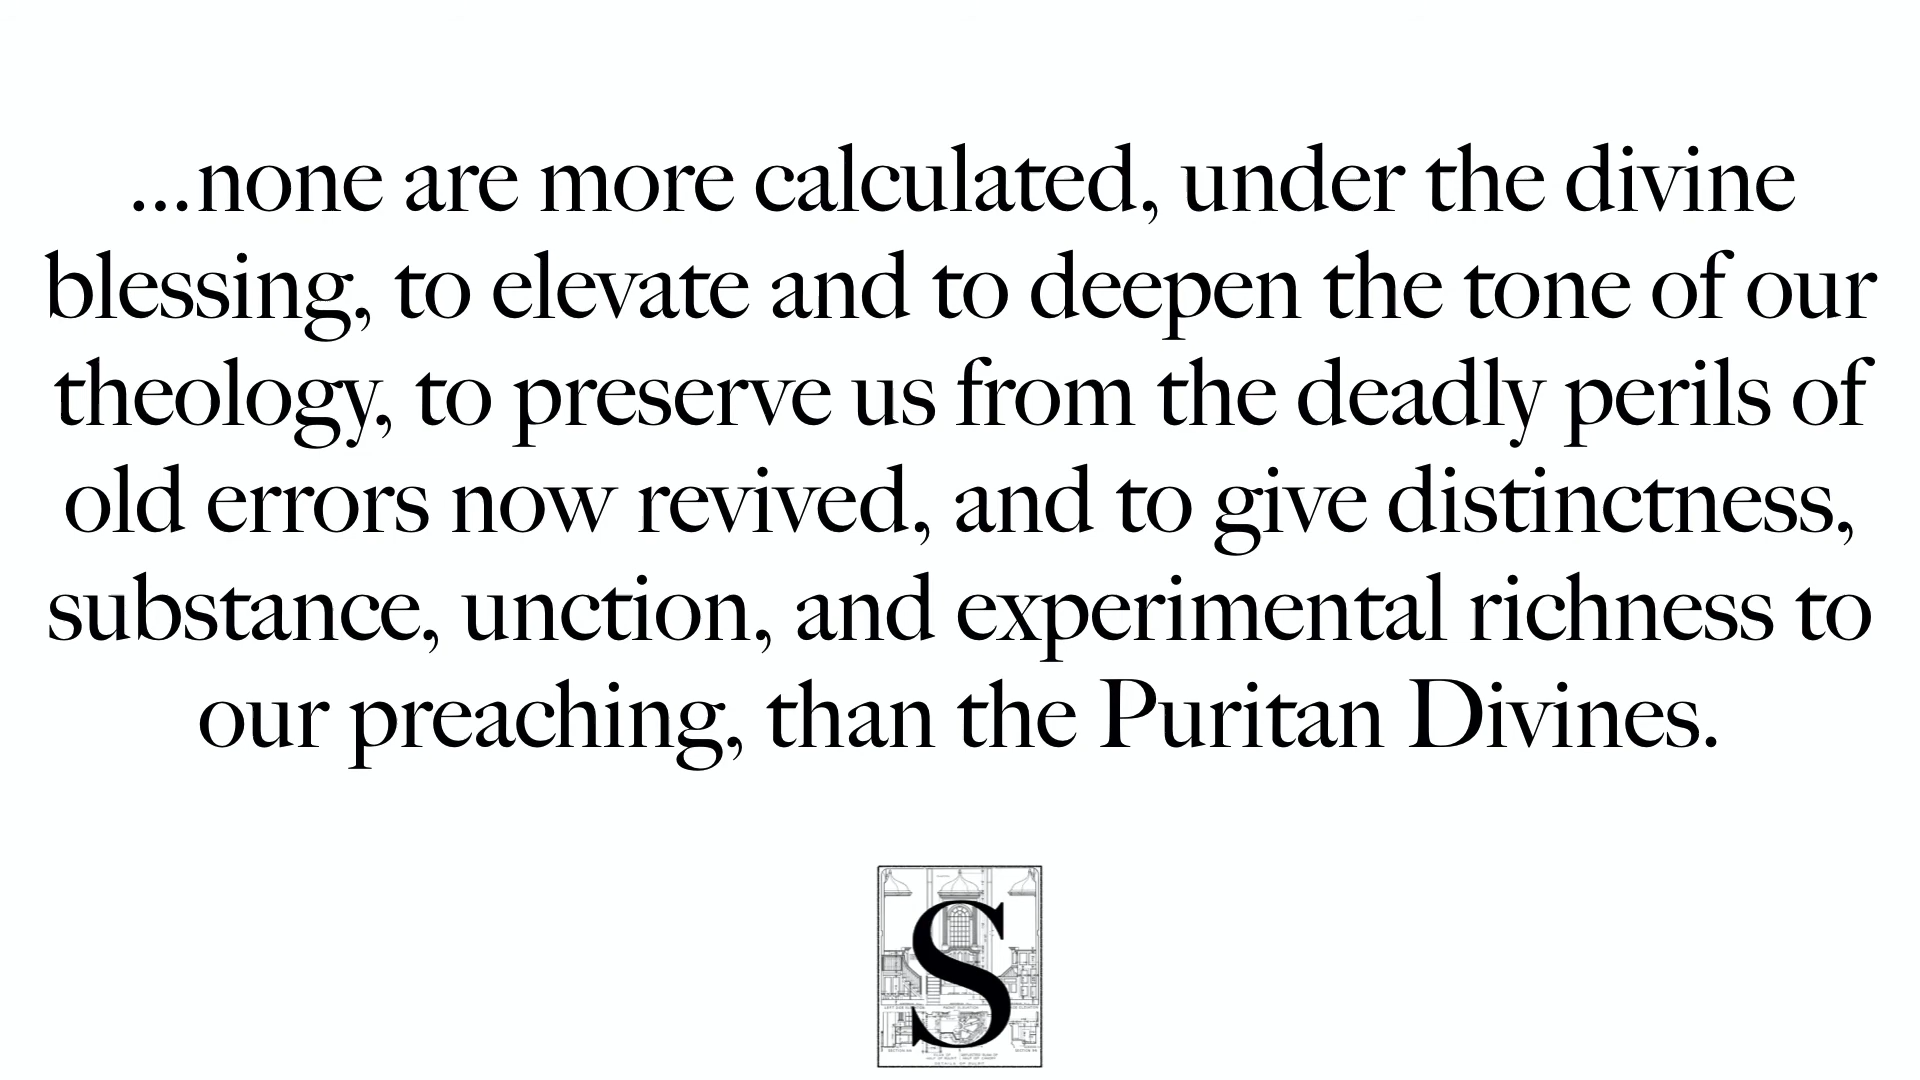 ...none are more calculated, under the divine
blessing, to elevate and to deepen the tone of our
theology, to preserve us from the deadly perils of
old errors now revived, and to give distinctness,
substance, unction, and experimental richness to
our preaching, than the Puritan Divines.
S